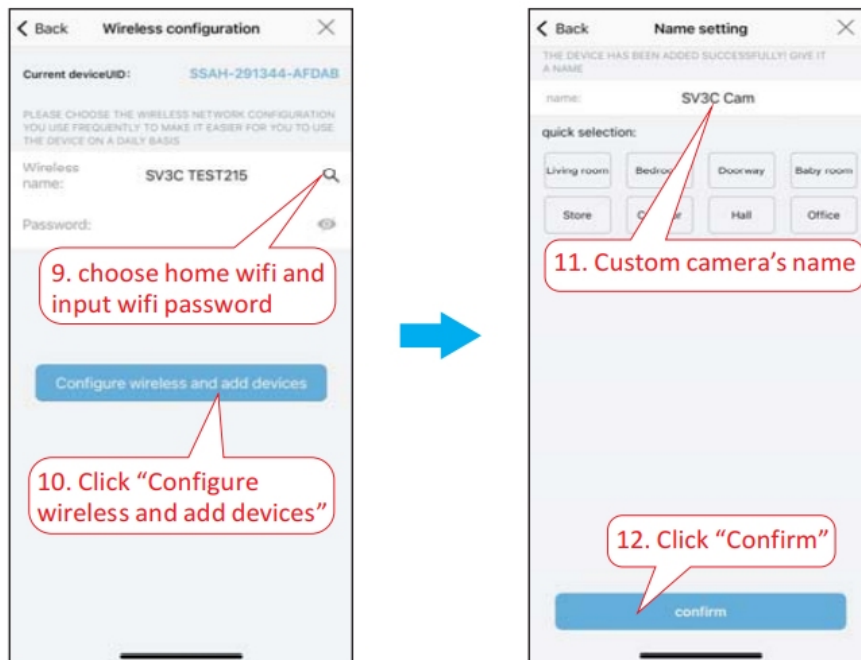 Back Wireless configuration
Current deviceUID: SSAH-291344-AFDAB
PLEASE CHOOSE THE WIRELESS NETWORK CONFIGURATION
YOU USE FREQUENTLY TO MAKE IT EASIER FOR YOU TO USE
THE DEVICE ON A DAILY BASIS
Wireless
name: SV3C TEST215
Password:
9. choose home wifi and
input wifi password
Configure wireless and add devices
10. Click “Configure
wireless and add devices”
Back Name setting
THE DEVICE HAS BEEN ADDED SUCCESSFULLY! GIVE IT
A NAME
name: SV3C Cam
quick selection:
Living room Doorway Baby room
Store Hall Office
11. Custom camera’s name
12. Click “Confirm”
confirm